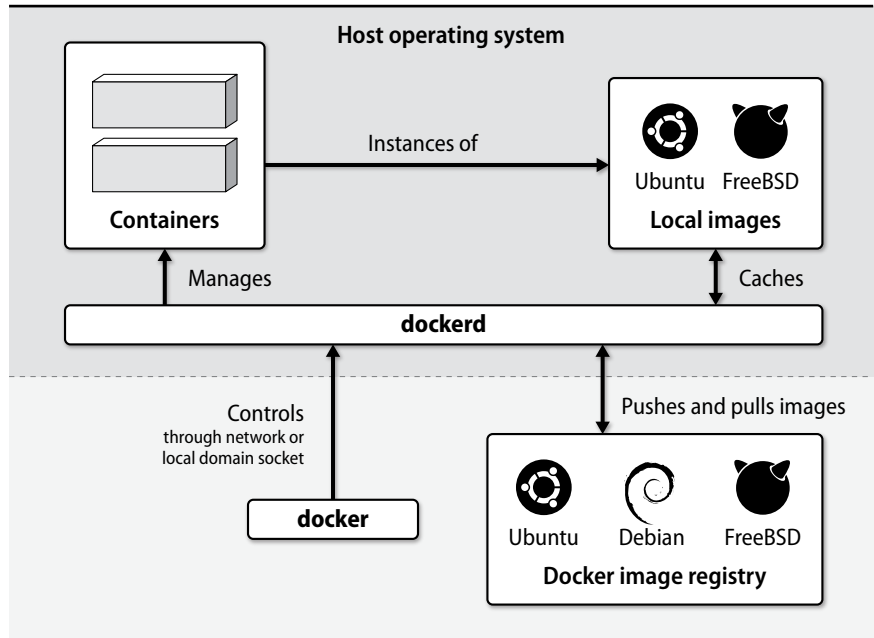 Host operating system
Instances of
Ubuntu FreeBSD
Containers
Local images
Manages
Caches
dockerd
Controls
through network or
local domain socket
Pushes and pulls images
docker
Ubuntu Debian FreeBSD
Docker image registry